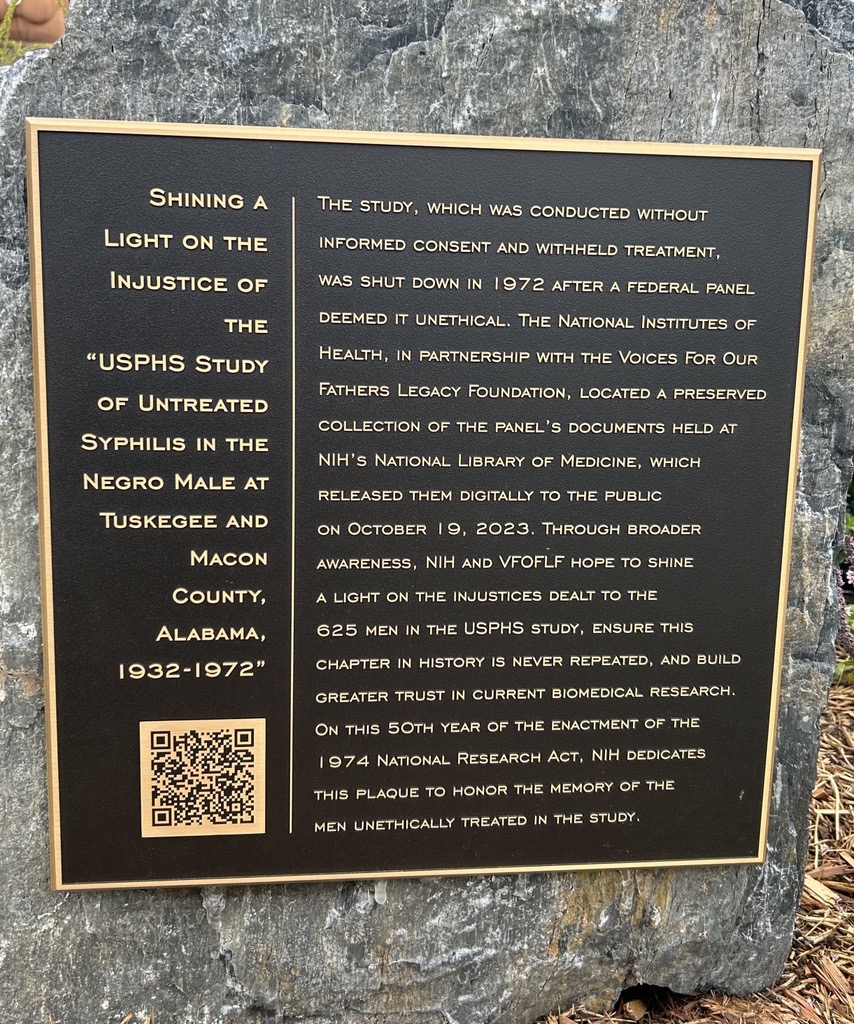 Shining a
Light on the
Injustice of
the
“USPHS Study
of Untreated
Syphilis in the
Negro Male at
Tuskegee and
Macon
County,
Alabama,
1932-1972”
The study, which was conducted without
informed consent and withheld treatment,
was shut down in 1972 after a federal panel
deemed it unethical. The National Institutes of
Health, in partnership with the Voices For Our
Fathers Legacy Foundation, located a preserved
collection of the panel’s documents held at
NIH’s National Library of Medicine, which
released them digitally to the public
on October 19, 2023. Through broader
awareness, NIH and VFOFLF hope to shine
a light on the injustices dealt to the
625 men in the USPHS study, ensure this
chapter in history is never repeated, and build
greater trust in current biomedical research.
On this 50th year of the enactment of the
1974 National Research Act, NIH dedicates
this plaque to honor the memory of the
men unethically treated in the study.